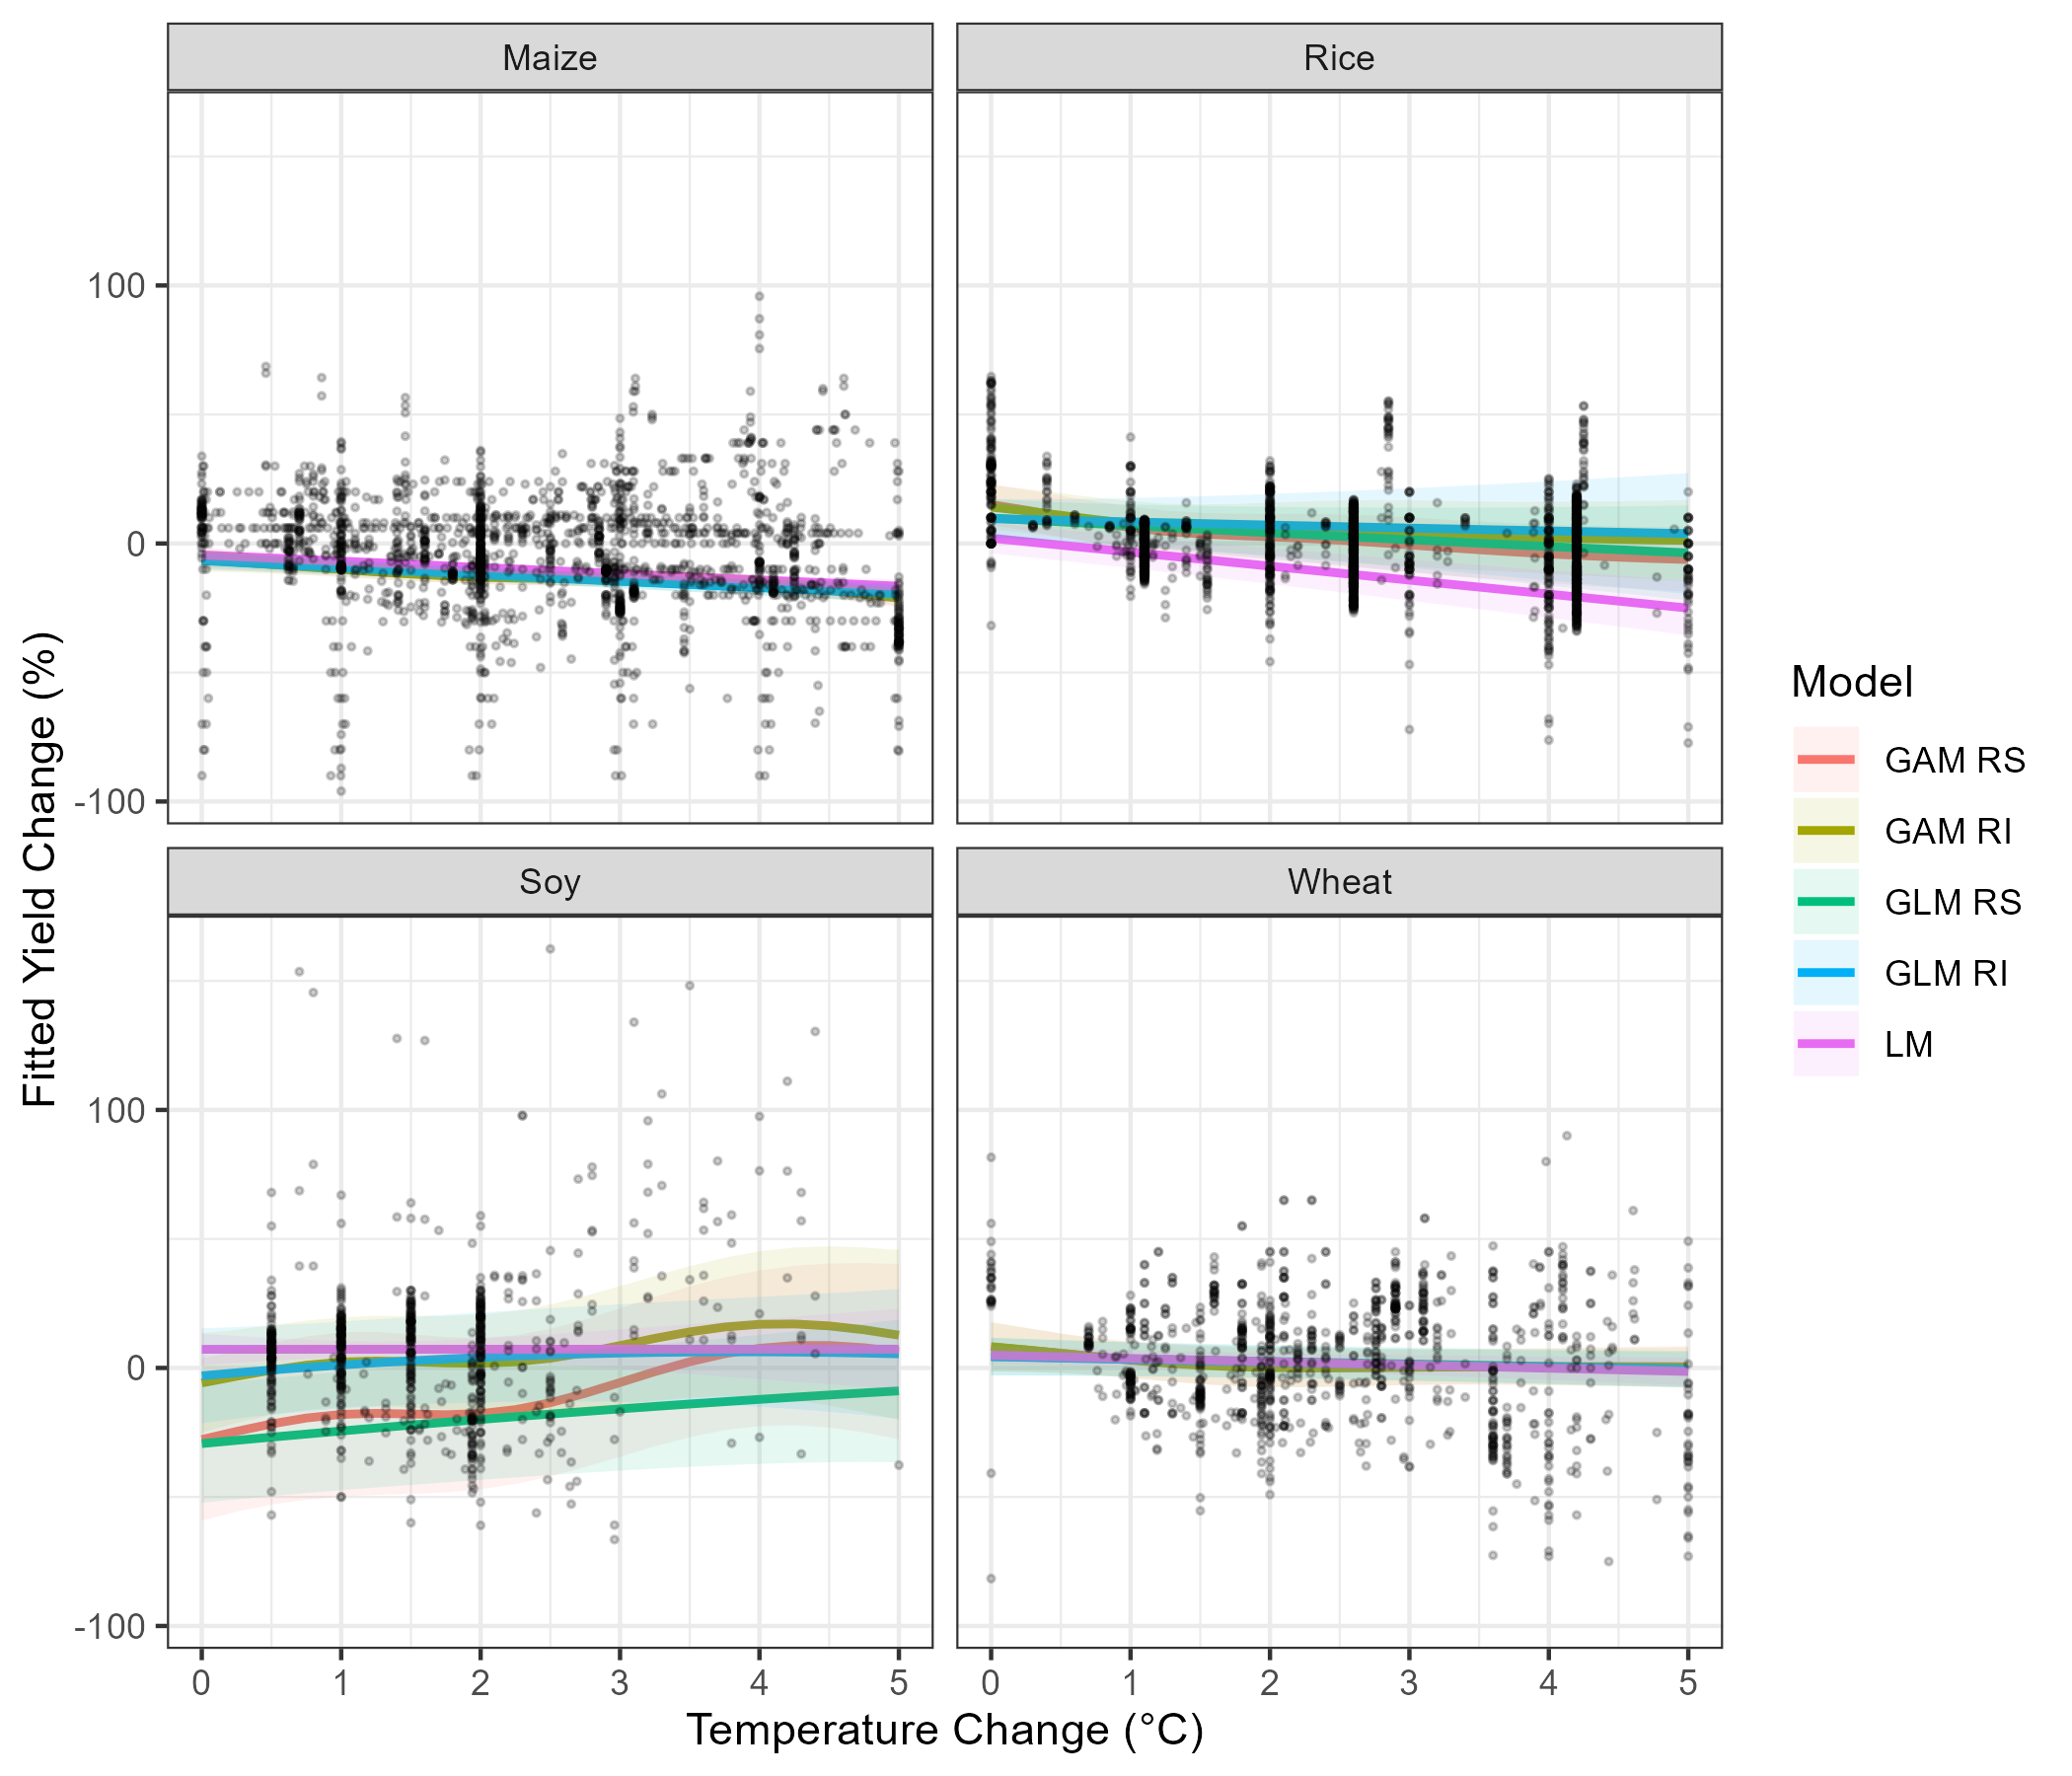 Maize
Rice
100
0
-100
Soy
Wheat
100
0
-100
0 1 2 3 4 5
0 1 2 3 4 5
Temperature Change (°C)
Fitted Yield Change (%)
Model
GAM RS
GAM RI
GLM RS
GLM RI
LM